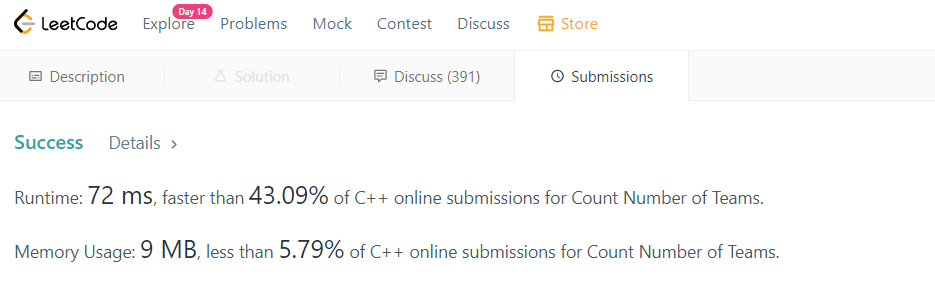 Day 14
LeetCode Explore Problems Mock Contest Discuss Store
Description Solution Discuss (391) Submissions
Success Details >
Runtime: 72 ms, faster than 43.09% of C++ online submissions for Count Number of Teams.
Memory Usage: 9 MB, less than 5.79% of C++ online submissions for Count Number of Teams.